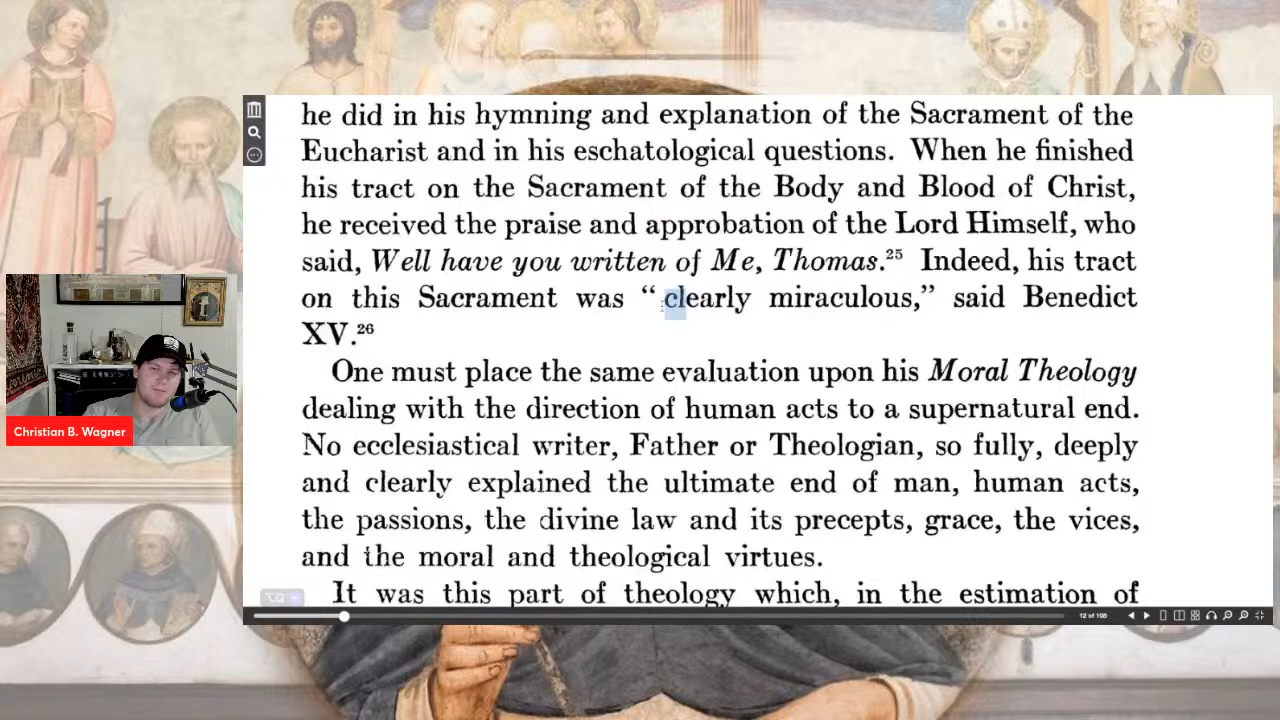 he did in his hymning and explanation of the Sacrament of the
Eucharist and in his eschatological questions. When he finished
his tract on the Sacrament of the Body and Blood of Christ,
he received the praise and approbation of the Lord Himself, who
said, Well have you written of Me, Thomas.²⁵ Indeed, his tract
on this Sacrament was “ clearly miraculous,” said Benedict
XV.²⁶
One must place the same evaluation upon his Moral Theology
dealing with the direction of human acts to a supernatural end.
No ecclesiastical writer, Father or Theologian, so fully, deeply
and clearly explained the ultimate end of man, human acts,
the passions, the divine law and its precepts, grace, the vices,
and the moral and theological virtues.
It was this part of theology which, in the estimation of
Christian B. Wagner
12 of 108